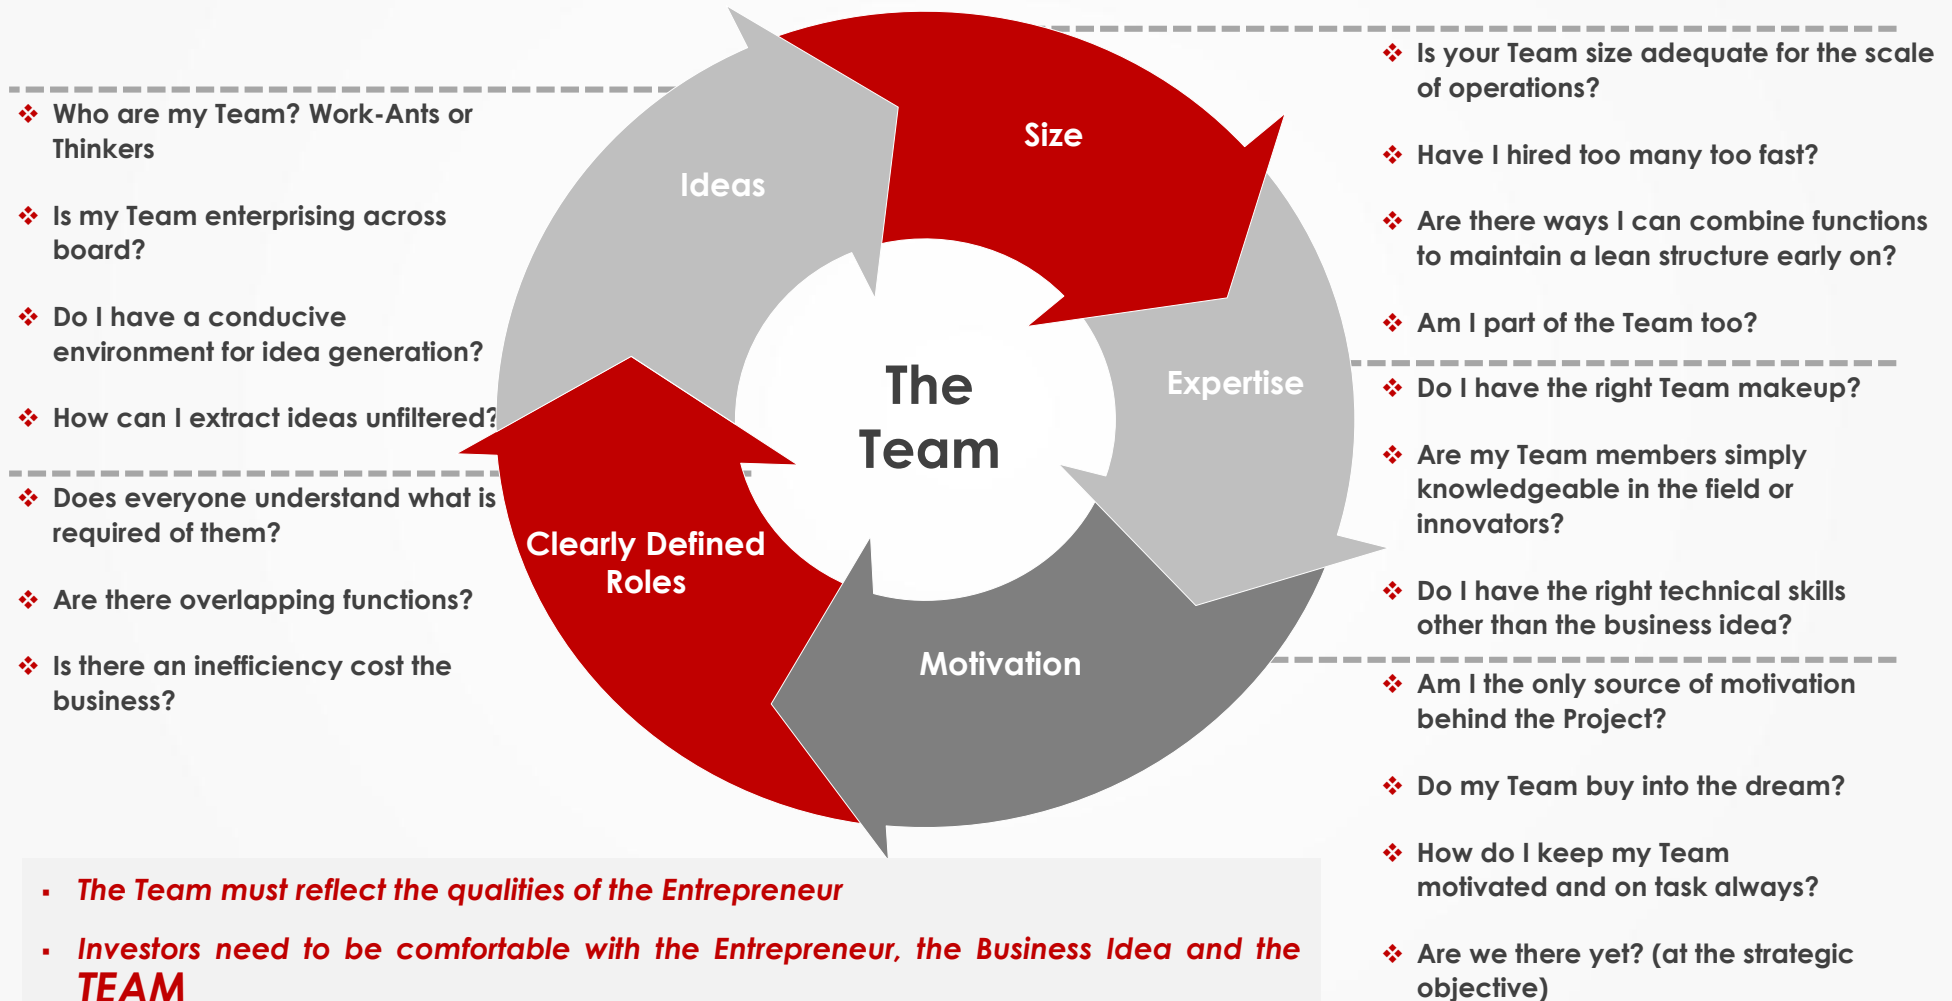 Who are my Team? Work-Ants or
Thinkers
Is my Team enterprising across
board?
Do I have a conducive
environment for idea generation?
How can I extract ideas unfiltered?
Does everyone understand what is
required of them?
Are there overlapping functions?
Is there an inefficiency cost the
business?
Ideas
Size
Expertise
Motivation
Clearly Defined
Roles
The
Team
Is your Team size adequate for the scale
of operations?
Have I hired too many too fast?
Are there ways I can combine functions
to maintain a lean structure early on?
Am I part of the Team too?
Do I have the right Team makeup?
Are my Team members simply
knowledgeable in the field or
innovators?
Do I have the right technical skills
other than the business idea?
Am I the only source of motivation
behind the Project?
Do my Team buy into the dream?
How do I keep my Team
motivated and on task always?
Are we there yet? (at the strategic
objective)
The Team must reflect the qualities of the Entrepreneur
Investors need to be comfortable with the Entrepreneur, the Business Idea and the
TEAM